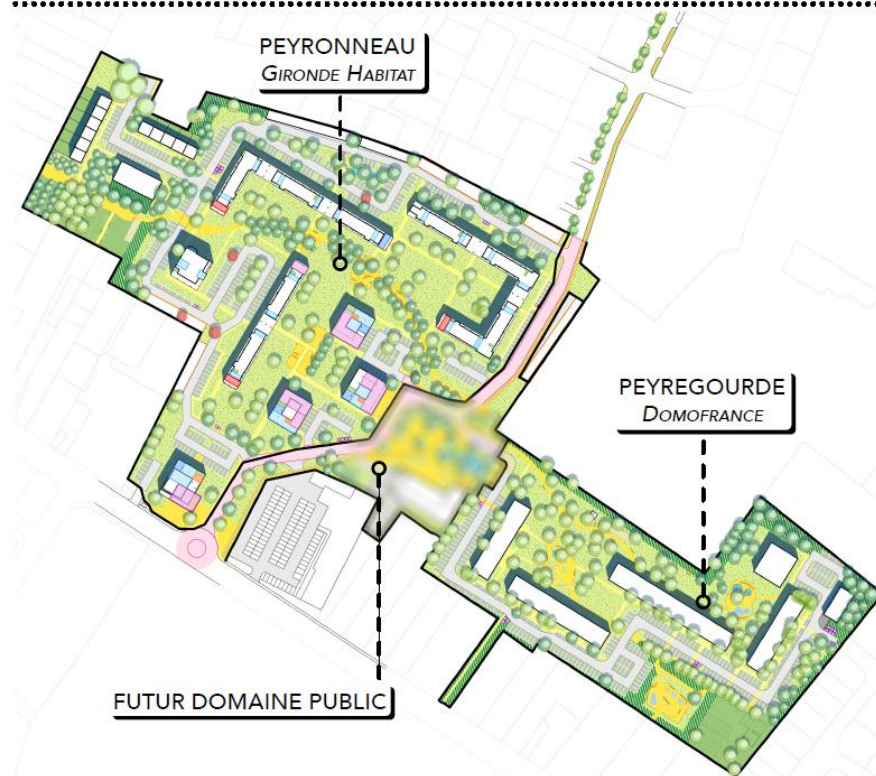 PEYRONNEAU
GIRONDE HABITAT
PEYREGOURDE
DOMOFRANCE
FUTUR DOMAINE PUBLIC